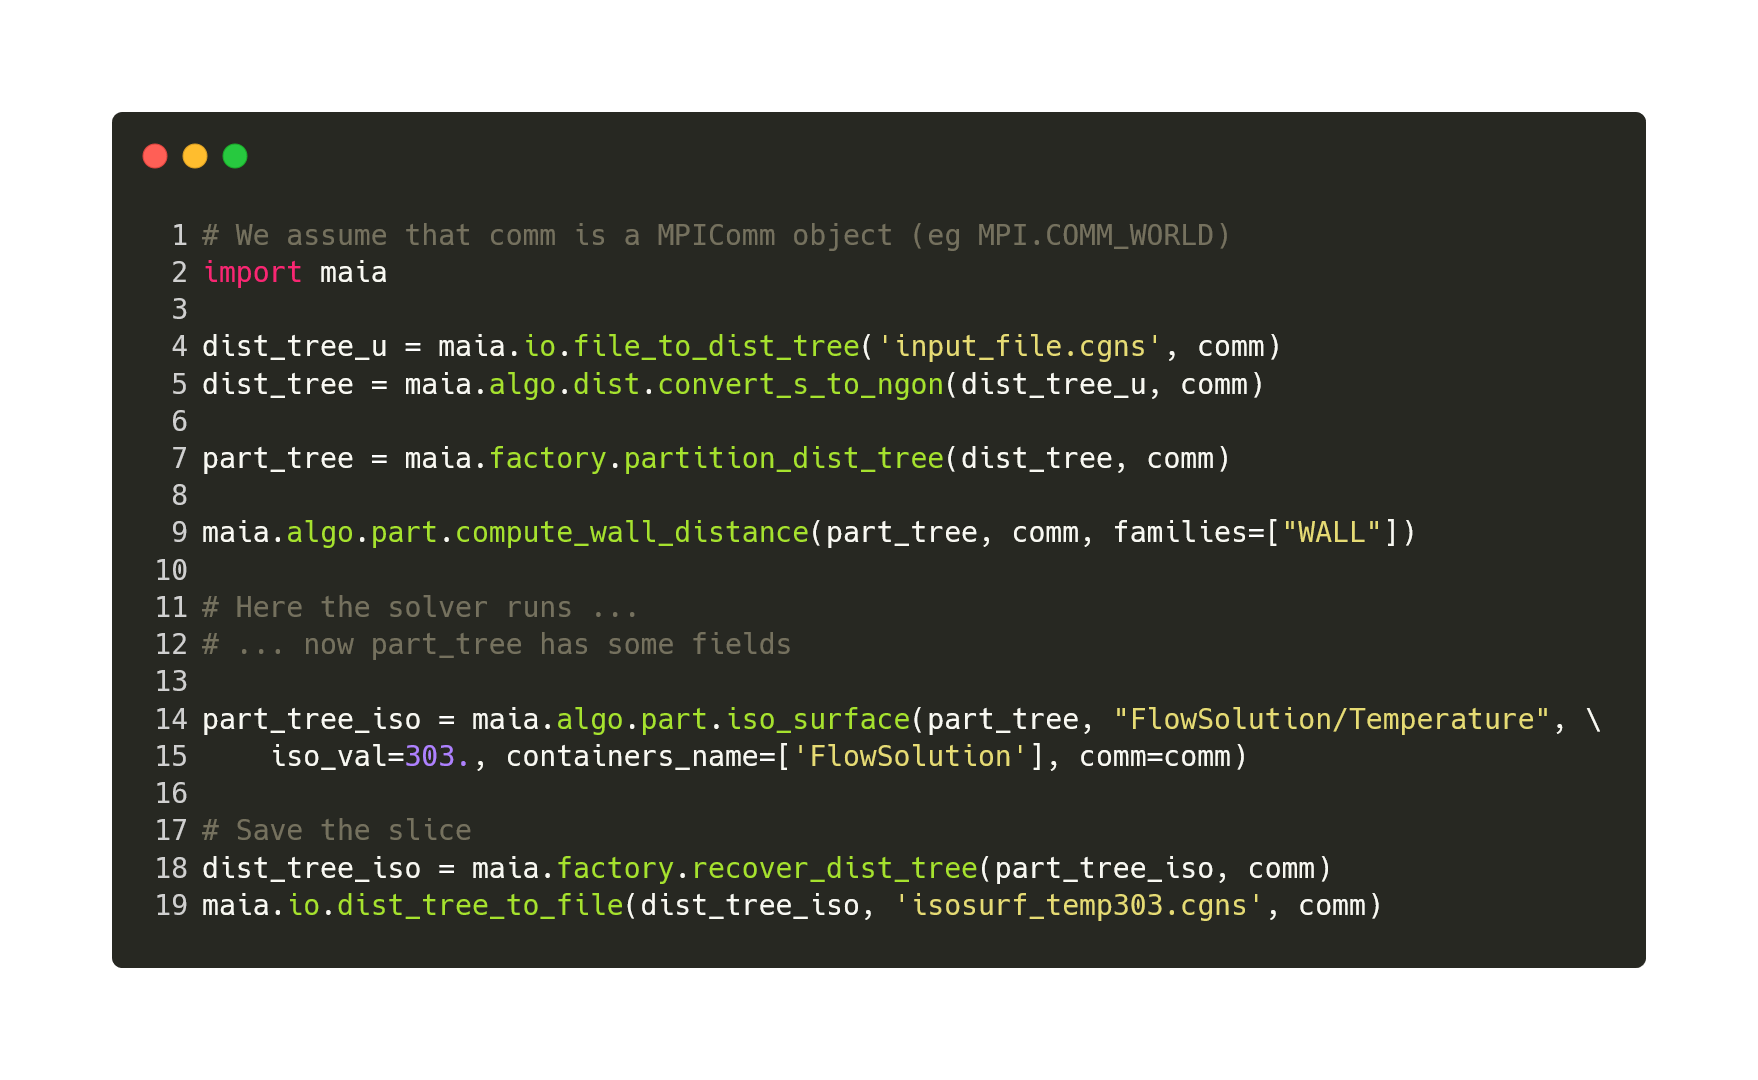 1 # We assume that comm is a MPIComm object (eg MPI.COMM_WORLD)
2 import maia
3
4 dist_tree_u = maia.io.file_to_dist_tree('input_file.cgns', comm)
5 dist_tree = maia.algo.dist.convert_s_to_ngon(dist_tree_u, comm)
6
7 part_tree = maia.factory.partition_dist_tree(dist_tree, comm)
8
9 maia.algo.part.compute_wall_distance(part_tree, comm, families=["WALL"])
10
11 # Here the solver runs ...
12 # ... now part_tree has some fields
13
14 part_tree_iso = maia.algo.part.iso_surface(part_tree, "FlowSolution/Temperature", \
15     iso_val=303., containers_name=['FlowSolution'], comm=comm)
16
17 # Save the slice
18 dist_tree_iso = maia.factory.recover_dist_tree(part_tree_iso, comm)
19 maia.io.dist_tree_to_file(dist_tree_iso, 'isosurf_temp303.cgns', comm)